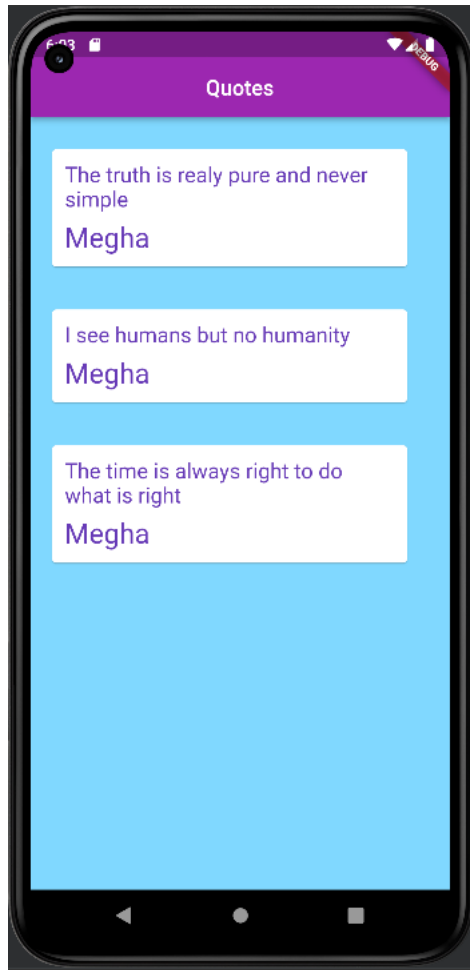 Quotes
DEBUG
The truth is realy pure and never
simple
Megha
I see humans but no humanity
Megha
The time is always right to do
what is right
Megha